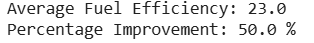 Average Fuel Efficiency: 23.0
Percentage Improvement: 50.0 %